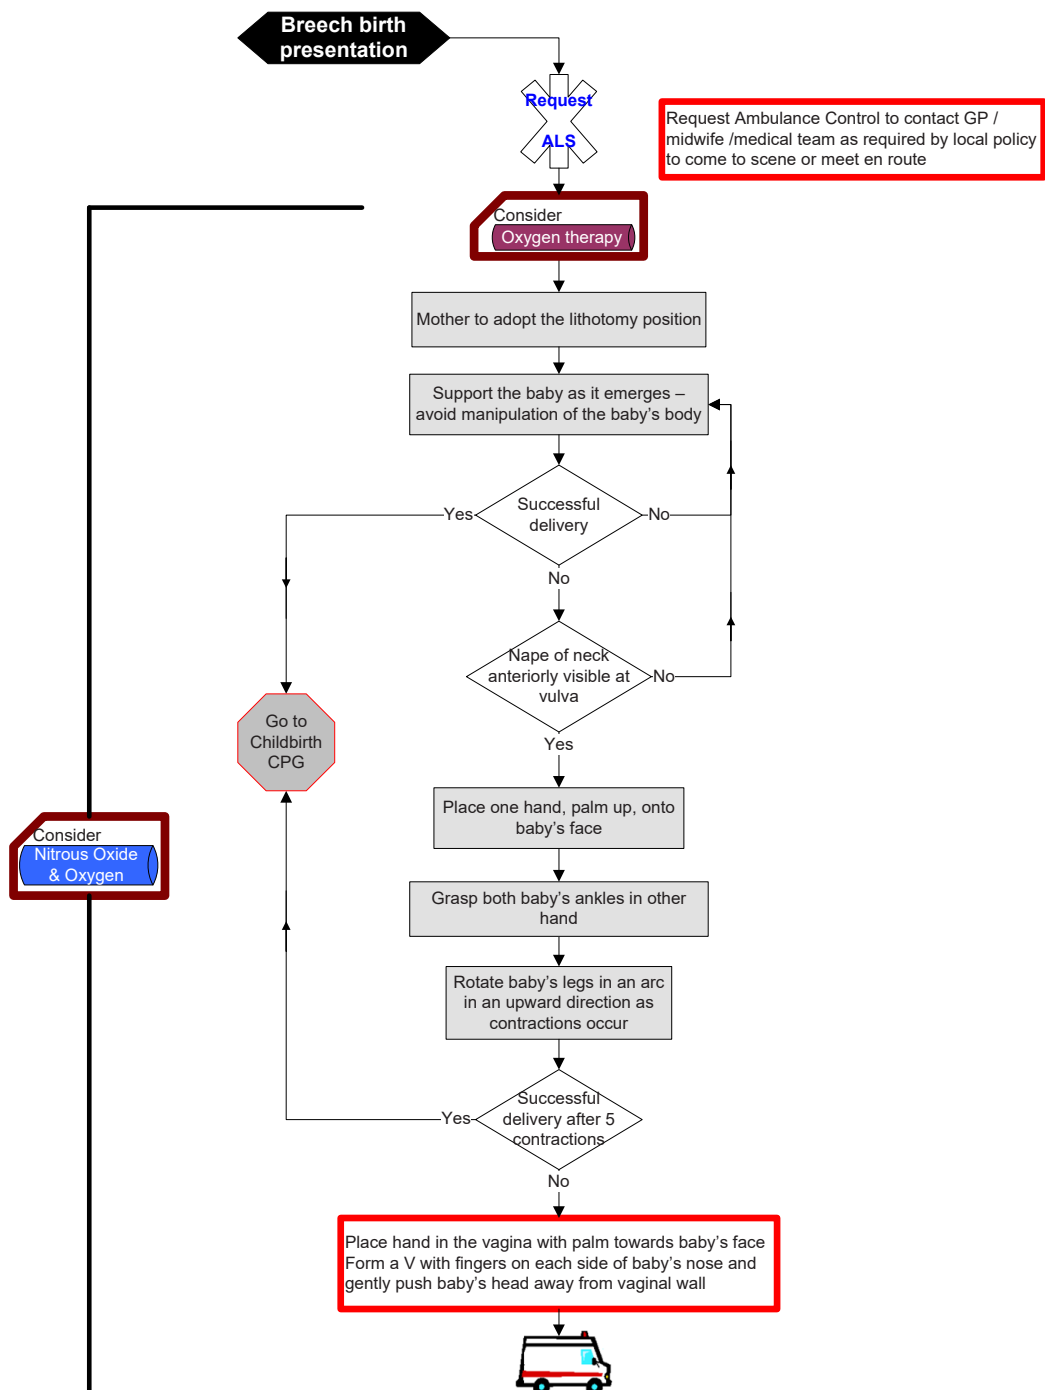 Breech birth
presentation
Request
ALS
Request Ambulance Control to contact GP /
midwife /medical team as required by local policy
to come to scene or meet en route
Consider
Oxygen therapy
Mother to adopt the lithotomy position
Support the baby as it emerges –
avoid manipulation of the baby’s body
Successful
delivery
Yes
No
No
Nape of neck
anteriorly visible at
vulva
No
Yes
Go to
Childbirth
CPG
Place one hand, palm up, onto
baby’s face
Consider
Nitrous Oxide
& Oxygen
Grasp both baby’s ankles in other
hand
Rotate baby’s legs in an arc
in an upward direction as
contractions occur
Successful
delivery after 5
contractions
Yes
No
Place hand in the vagina with palm towards baby’s face
Form a V with fingers on each side of baby’s nose and
gently push baby’s head away from vaginal wall